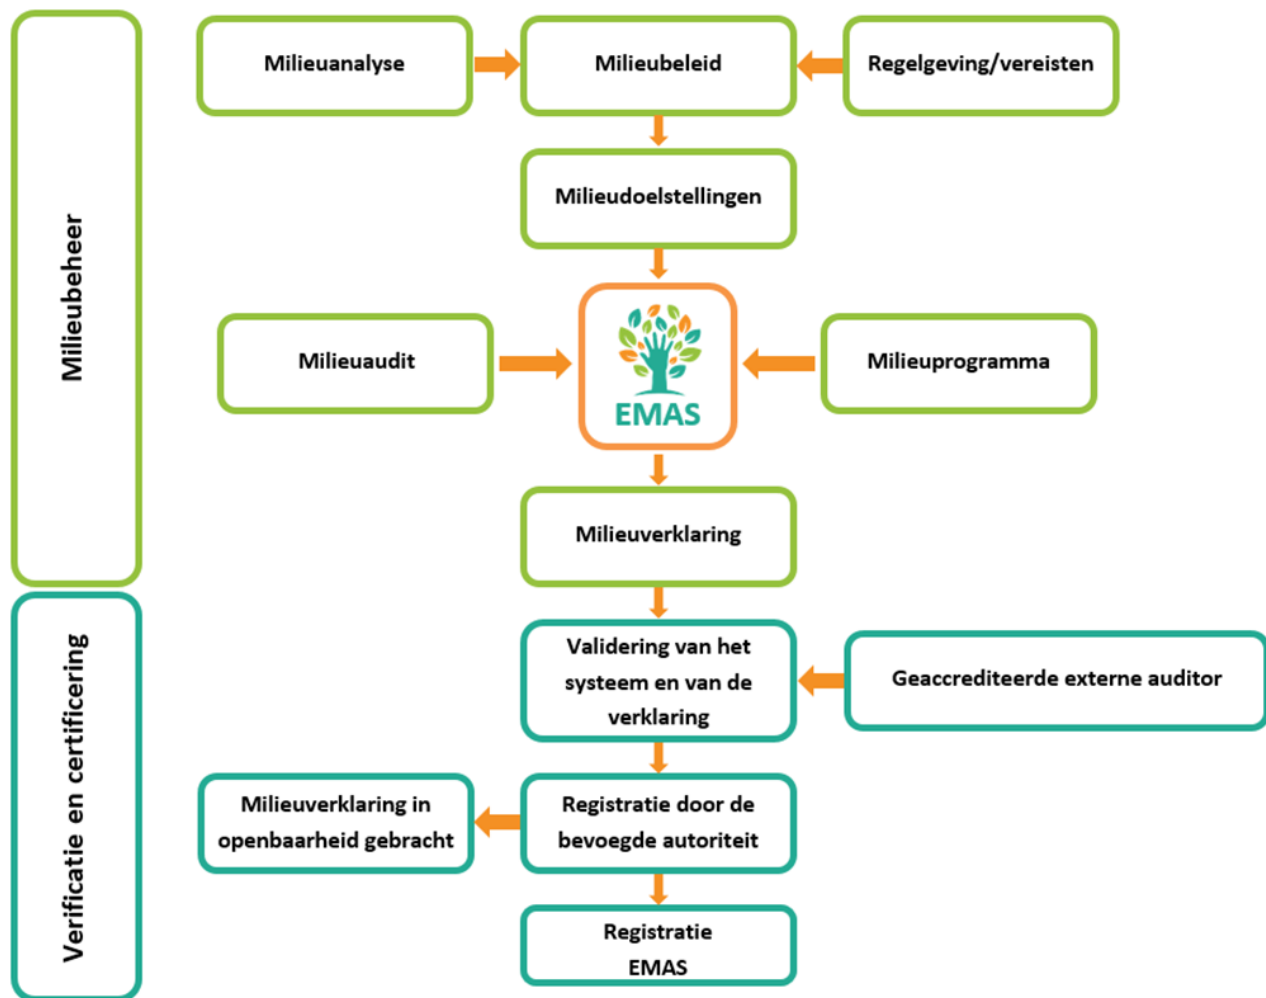 Milieubeheer
Milieuanalyse
Milieubeleid
Regelgeving/vereisten
Milieudoelstellingen
Milieuaudit
EMAS
Milieuprogramma
Milieuverklaring
Verificatie en certificering
Validering van het
systeem en van de
verklaring
Geaccrediteerde externe auditor
Milieuverklaring in
openbaarheid gebracht
Registratie door de
bevoegde autoriteit
Registratie
EMAS